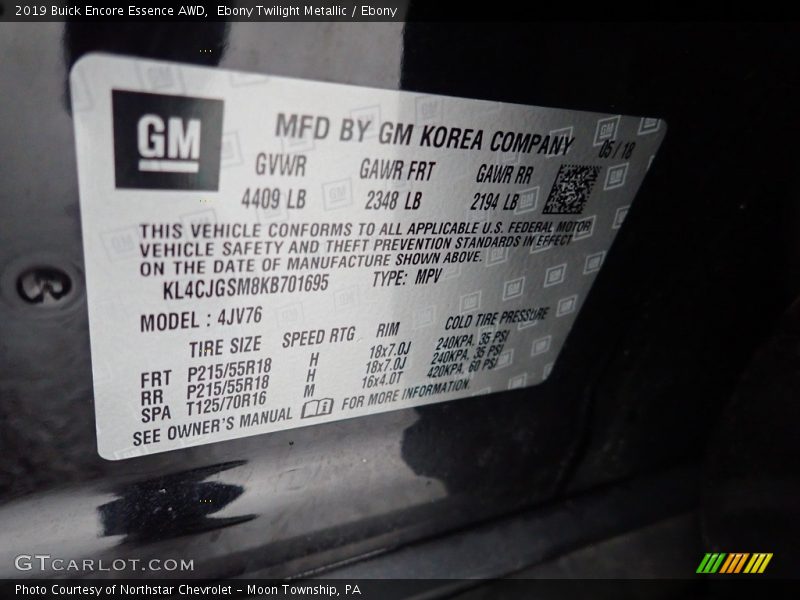 2019 Buick Encore Essence AWD, Ebony Twilight Metallic / Ebony
GM
MFD BY GM KOREA COMPANY 05/18
GVWR GAWR FRT GAWR RR
4409 LB 2348 LB 2194 LB
THIS VEHICLE CONFORMS TO ALL APPLICABLE U.S. FEDERAL MOTOR
VEHICLE SAFETY AND THEFT PREVENTION STANDARDS IN EFFECT
ON THE DATE OF MANUFACTURE SHOWN ABOVE.
KL4CJGSM8KB701695 TYPE: MPV
MODEL : 4JV76
TIRE SIZE SPEED RTG RIM COLD TIRE PRESSURE
FRT P215/55R18 H 18x7.0J 240KPA, 35 PSI
RR P215/55R18 H 18x7.0J 240KPA, 35 PSI
SPA T125/70R16 M 16x4.0T 420KPA, 60 PSI
SEE OWNER'S MANUAL FOR MORE INFORMATION.
GTCARLOT.COM
Photo Courtesy of Northstar Chevrolet - Moon Township, PA